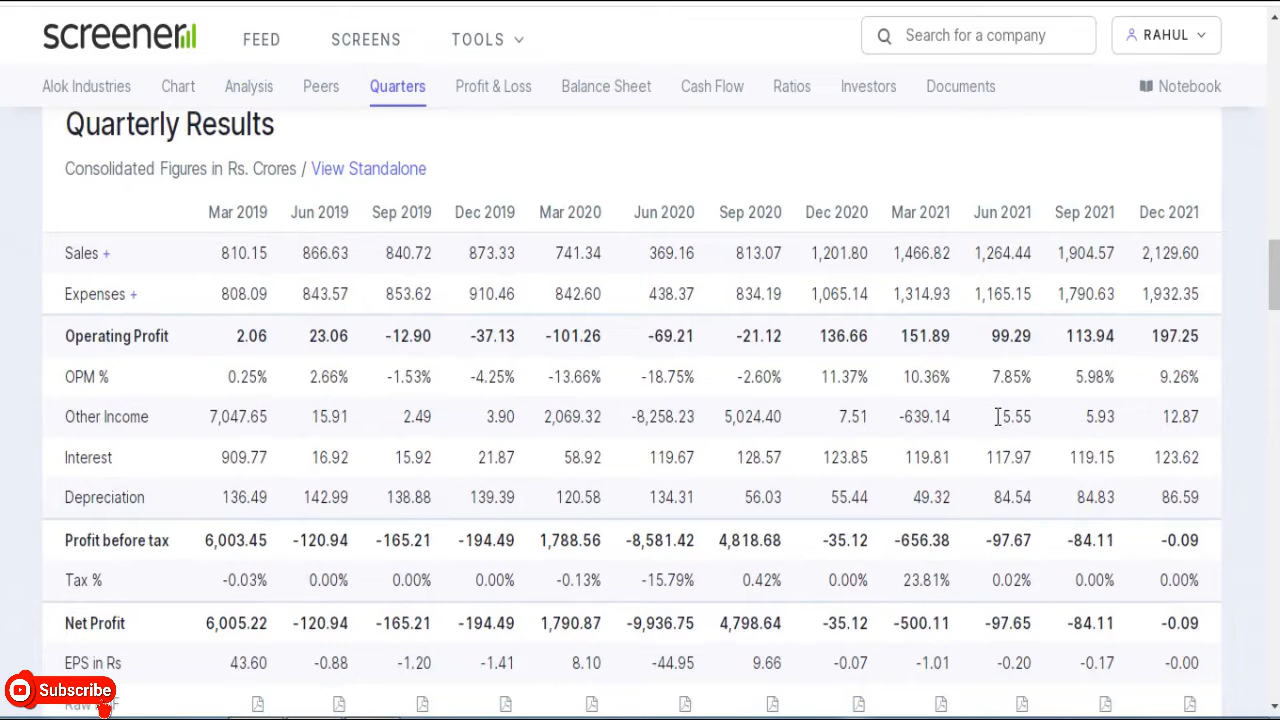 screener FEED SCREENS TOOLS Search for a company RAHUL
Alok Industries Chart Analysis Peers Quarters Profit & Loss Balance Sheet Cash Flow Ratios Investors Documents Notebook
Quarterly Results
Consolidated Figures in Rs. Crores / View Standalone
Mar 2019 Jun 2019 Sep 2019 Dec 2019 Mar 2020 Jun 2020 Sep 2020 Dec 2020 Mar 2021 Jun 2021 Sep 2021 Dec 2021
Sales + 810.15 866.63 840.72 873.33 741.34 369.16 813.07 1,201.80 1,466.82 1,264.44 1,904.57 2,129.60
Expenses + 808.09 843.57 853.62 910.46 842.60 438.37 834.19 1,065.14 1,314.93 1,165.15 1,790.63 1,932.35
Operating Profit 2.06 23.06 -12.90 -37.13 -101.26 -69.21 -21.12 136.66 151.89 99.29 113.94 197.25
OPM % 0.25% 2.66% -1.53% -4.25% -13.66% -18.75% -2.60% 11.37% 10.36% 7.85% 5.98% 9.26%
Other Income 7,047.65 15.91 2.49 3.90 2,069.32 -8,258.23 5,024.40 7.51 -639.14 5.93 12.87
Interest 909.77 16.92 15.92 21.87 58.92 119.67 128.57 123.85 119.81 117.97 119.15 123.62
Depreciation 136.49 142.99 138.88 139.39 120.58 134.31 56.03 55.44 49.32 84.54 84.83 86.59
Profit before tax 6,003.45 -120.94 -165.21 -194.49 1,788.56 -8,581.42 4,818.68 -35.12 -656.38 -97.67 -84.11 -0.09
Tax % -0.03% 0.00% 0.00% 0.00% -0.13% -15.79% 0.42% 0.00% 23.81% 0.02% 0.00% 0.00%
Net Profit 6,005.22 -120.94 -165.21 -194.49 1,790.87 -9,936.75 4,798.64 -35.12 -500.11 -97.65 -84.11 -0.09
EPS in Rs 43.60 -0.88 -1.20 -1.41 8.10 -44.95 9.66 -0.07 -1.01 -0.20 -0.17 -0.00
Subscribe